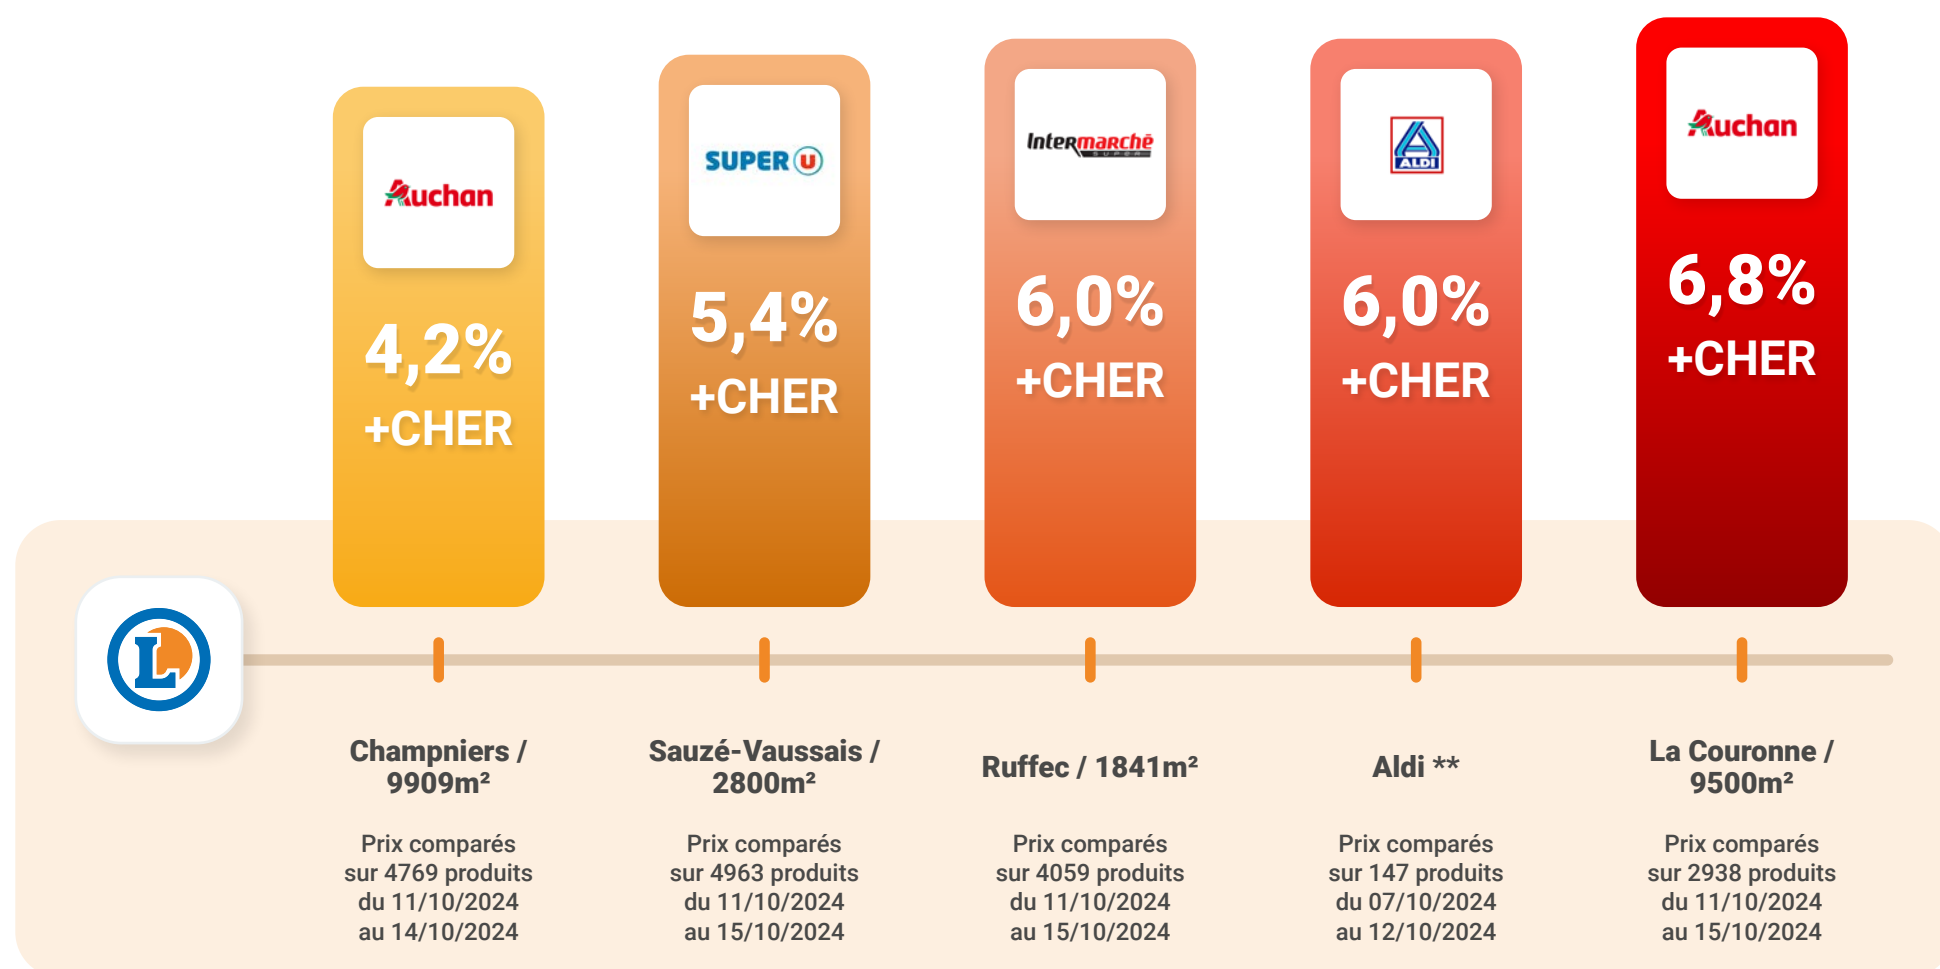 Auchan
4,2%
+CHER
SUPER U
5,4%
+CHER
Intermarché
SUPER
6,0%
+CHER
ALDI
6,0%
+CHER
Auchan
6,8%
+CHER
L
Champniers /
9909m²
Prix comparés
sur 4769 produits
du 11/10/2024
au 14/10/2024
Sauzé-Vaussais /
2800m²
Prix comparés
sur 4963 produits
du 11/10/2024
au 15/10/2024
Ruffec / 1841m²
Prix comparés
sur 4059 produits
du 11/10/2024
au 15/10/2024
Aldi **
Prix comparés
sur 147 produits
du 07/10/2024
au 12/10/2024
La Couronne /
9500m²
Prix comparés
sur 2938 produits
du 11/10/2024
au 15/10/2024